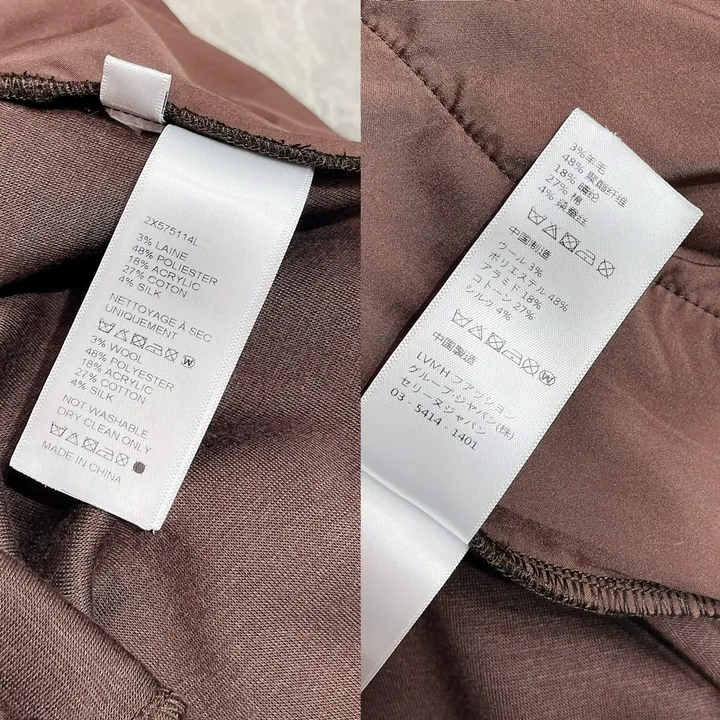 2X575114L
3% LAINE
48% POLIESTER
18% ACRYLIC
27% COTON
4% SILK
NETTOYAGE A SEC
UNIQUEMENT
3% WOOL
48% POLYESTER
18% ACRYLIC
27% COTTON
4% SILK
NOT WASHABLE
DRY CLEAN ONLY
MADE IN CHINA
3%羊毛
48% 聚酯纤维
18% 腈纶
27% 棉
4% 桑蚕丝
中国制造
ウール 3%
ポリエステル 48%
アラミド 18%
コトーン 27%
シルク 4%
中国製造
LVMH ファッション
グループ・ジャパン(株)
セリーヌジャパン
03 - 5414 - 1401